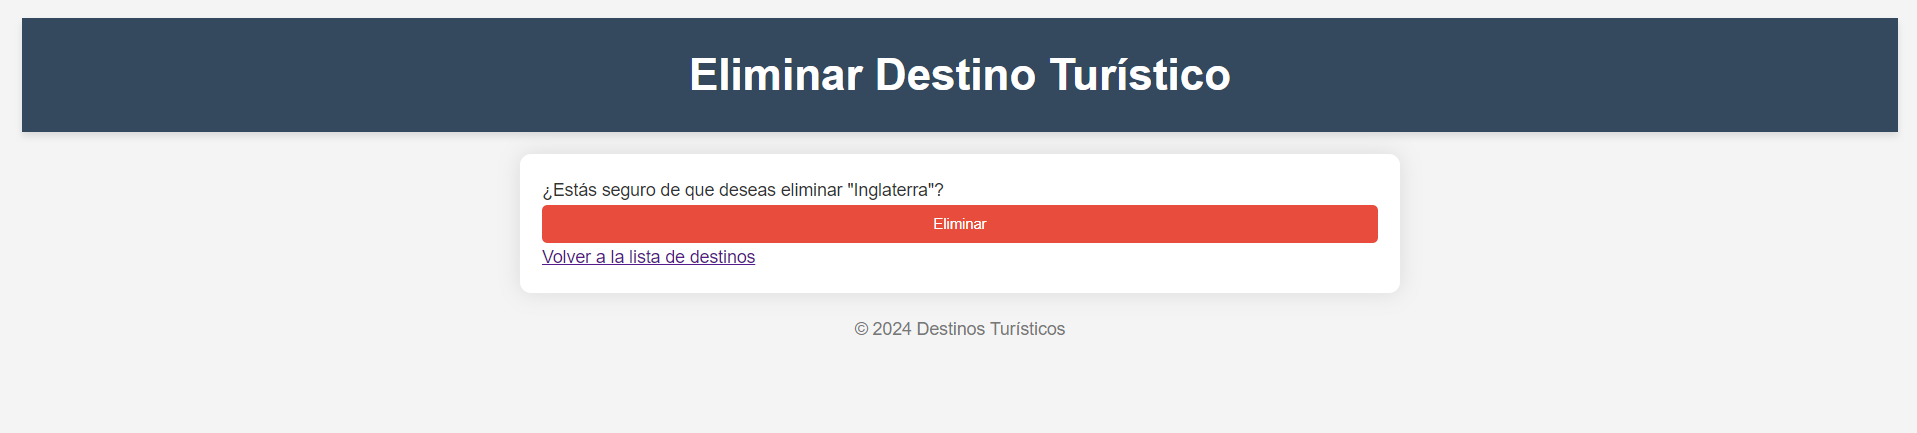 Eliminar Destino Turístico
¿Estás seguro de que deseas eliminar "Inglaterra"?
Eliminar
Volver a la lista de destinos
© 2024 Destinos Turísticos